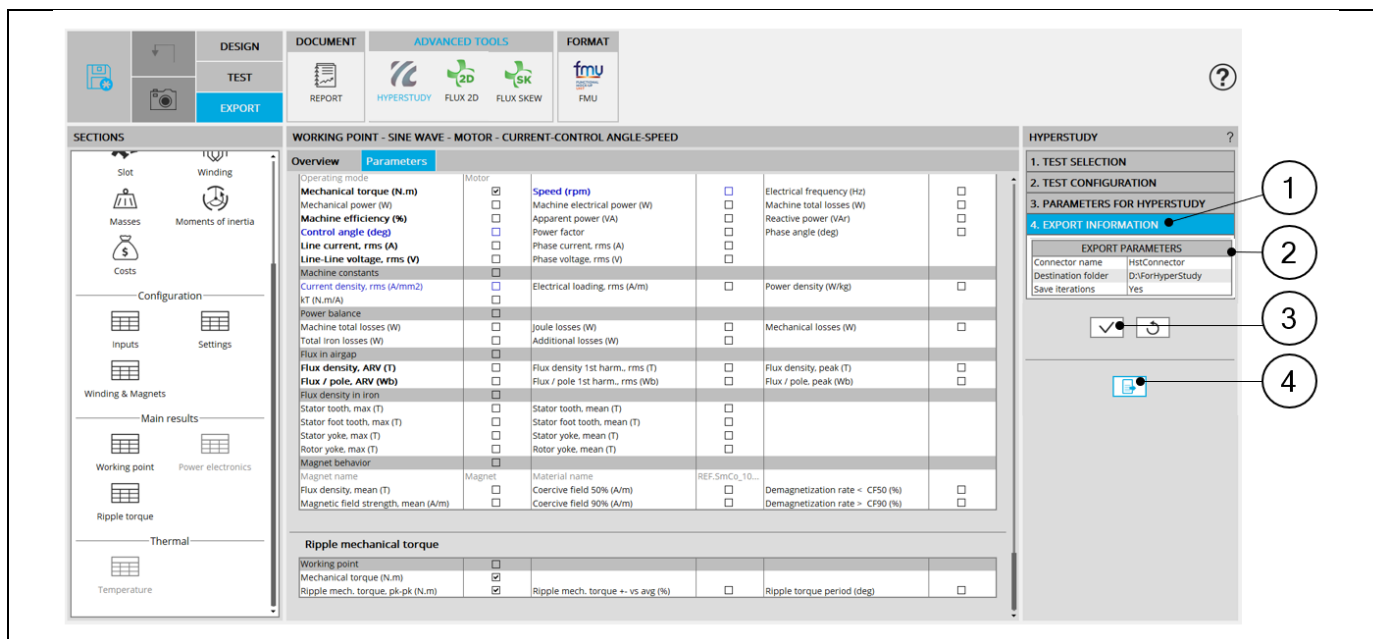 DESIGN
TEST
EXPORT
DOCUMENT
REPORT
ADVANCED TOOLS
HYPERSTUDY
2D
FLUX 2D
SK
FLUX SKEW
FORMAT
fmu
FMU
?
SECTIONS
Slot Winding
Masses Moments of inertia
$
Costs
Configuration
Inputs Settings
Winding & Magnets
Main results
Working point Power electronics
Ripple torque
Thermal
Temperature
WORKING POINT - SINE WAVE - MOTOR - CURRENT-CONTROL ANGLE-SPEED
Overview Parameters
Operating mode Motor
Mechanical torque (N.m) Speed (rpm) Electrical frequency (Hz)
Mechanical power (W) Machine electrical power (W) Machine total losses (W)
Machine efficiency (%) Apparent power (VA) Reactive power (VAr)
Control angle (deg) Power factor Phase angle (deg)
Line current, rms (A) Phase current, rms (A)
Line-Line voltage, rms (V) Phase voltage, rms (V)
Machine constants
Current density, rms (A/mm2) Electrical loading, rms (A/m) Power density (W/kg)
kT (N.m/A)
Power balance
Machine total losses (W) Joule losses (W) Mechanical losses (W)
Total iron losses (W) Additional losses (W)
Flux in airgap
Flux density, ARV (T) Flux density 1st harm., rms (T) Flux density, peak (T)
Flux / pole, ARV (Wb) Flux / pole 1st harm., rms (Wb) Flux / pole, peak (Wb)
Flux density in iron
Stator tooth, max (T) Stator tooth, mean (T)
Stator foot tooth, max (T) Stator foot tooth, mean (T)
Stator yoke, max (T) Stator yoke, mean (T)
Rotor yoke, max (T) Rotor yoke, mean (T)
Magnet behavior
Magnet name Magnet Material name REF.SmCo_10...
Flux density, mean (T) Coercive field 50% (A/m) Demagnetization rate < CF50 (%)
Magnetic field strength, mean (A/m) Coercive field 90% (A/m) Demagnetization rate > CF90 (%)
Ripple mechanical torque
Working point
Mechanical torque (N.m)
Ripple mech. torque, pk-pk (N.m) Ripple mech. torque +- vs avg (%) Ripple torque period (deg)
HYPERSTUDY ?
1. TEST SELECTION
2. TEST CONFIGURATION
3. PARAMETERS FOR HYPERSTUDY
4. EXPORT INFORMATION
EXPORT PARAMETERS
Connector name HstConnector
Destination folder D:\ForHyperStudy
Save iterations Yes
1
2
3
4